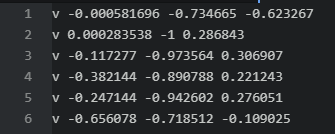 1 v -0.000581696 -0.734665 -0.623267
2 v 0.000283538 -1 0.286843
3 v -0.117277 -0.973564 0.306907
4 v -0.382144 -0.890788 0.221243
5 v -0.247144 -0.942602 0.276051
6 v -0.656078 -0.718512 -0.109025